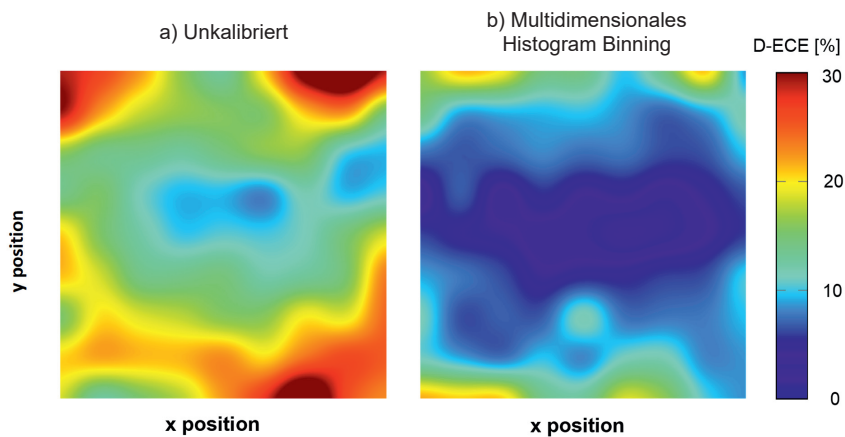 a) Unkalibriert
b) Multidimensionales
Histogram Binning
D-ECE [%]
30
20
10
0
y position
x position
x position